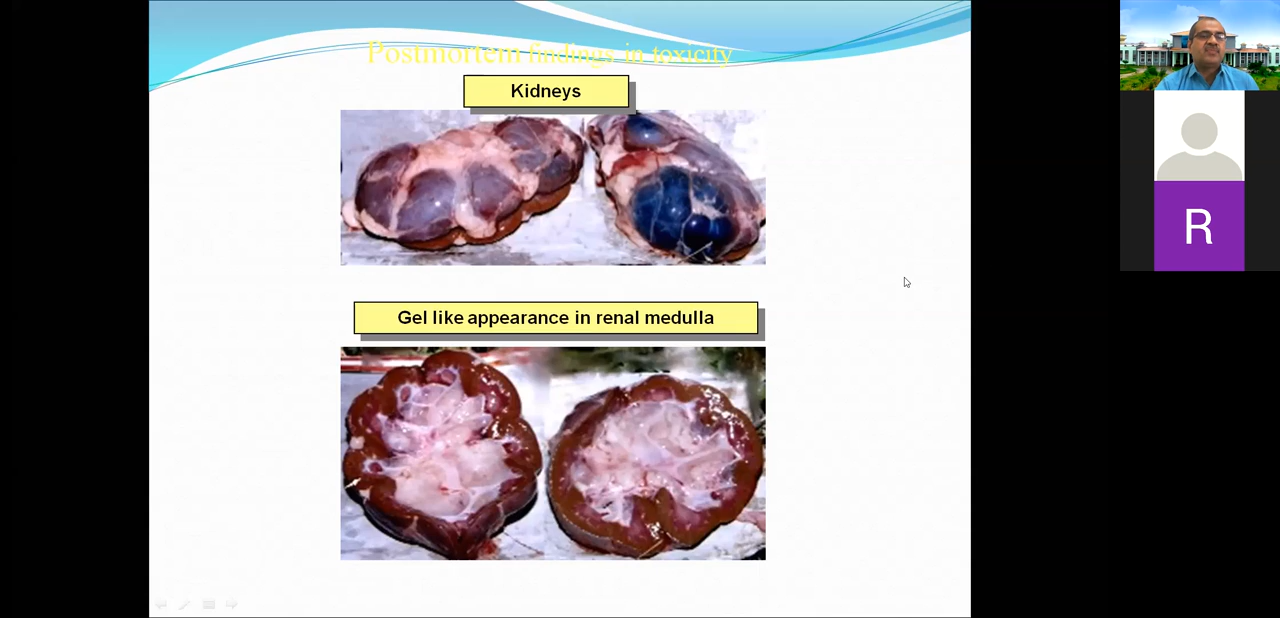 Postmortem findings in toxicity
Kidneys
Gel like appearance in renal medulla
R